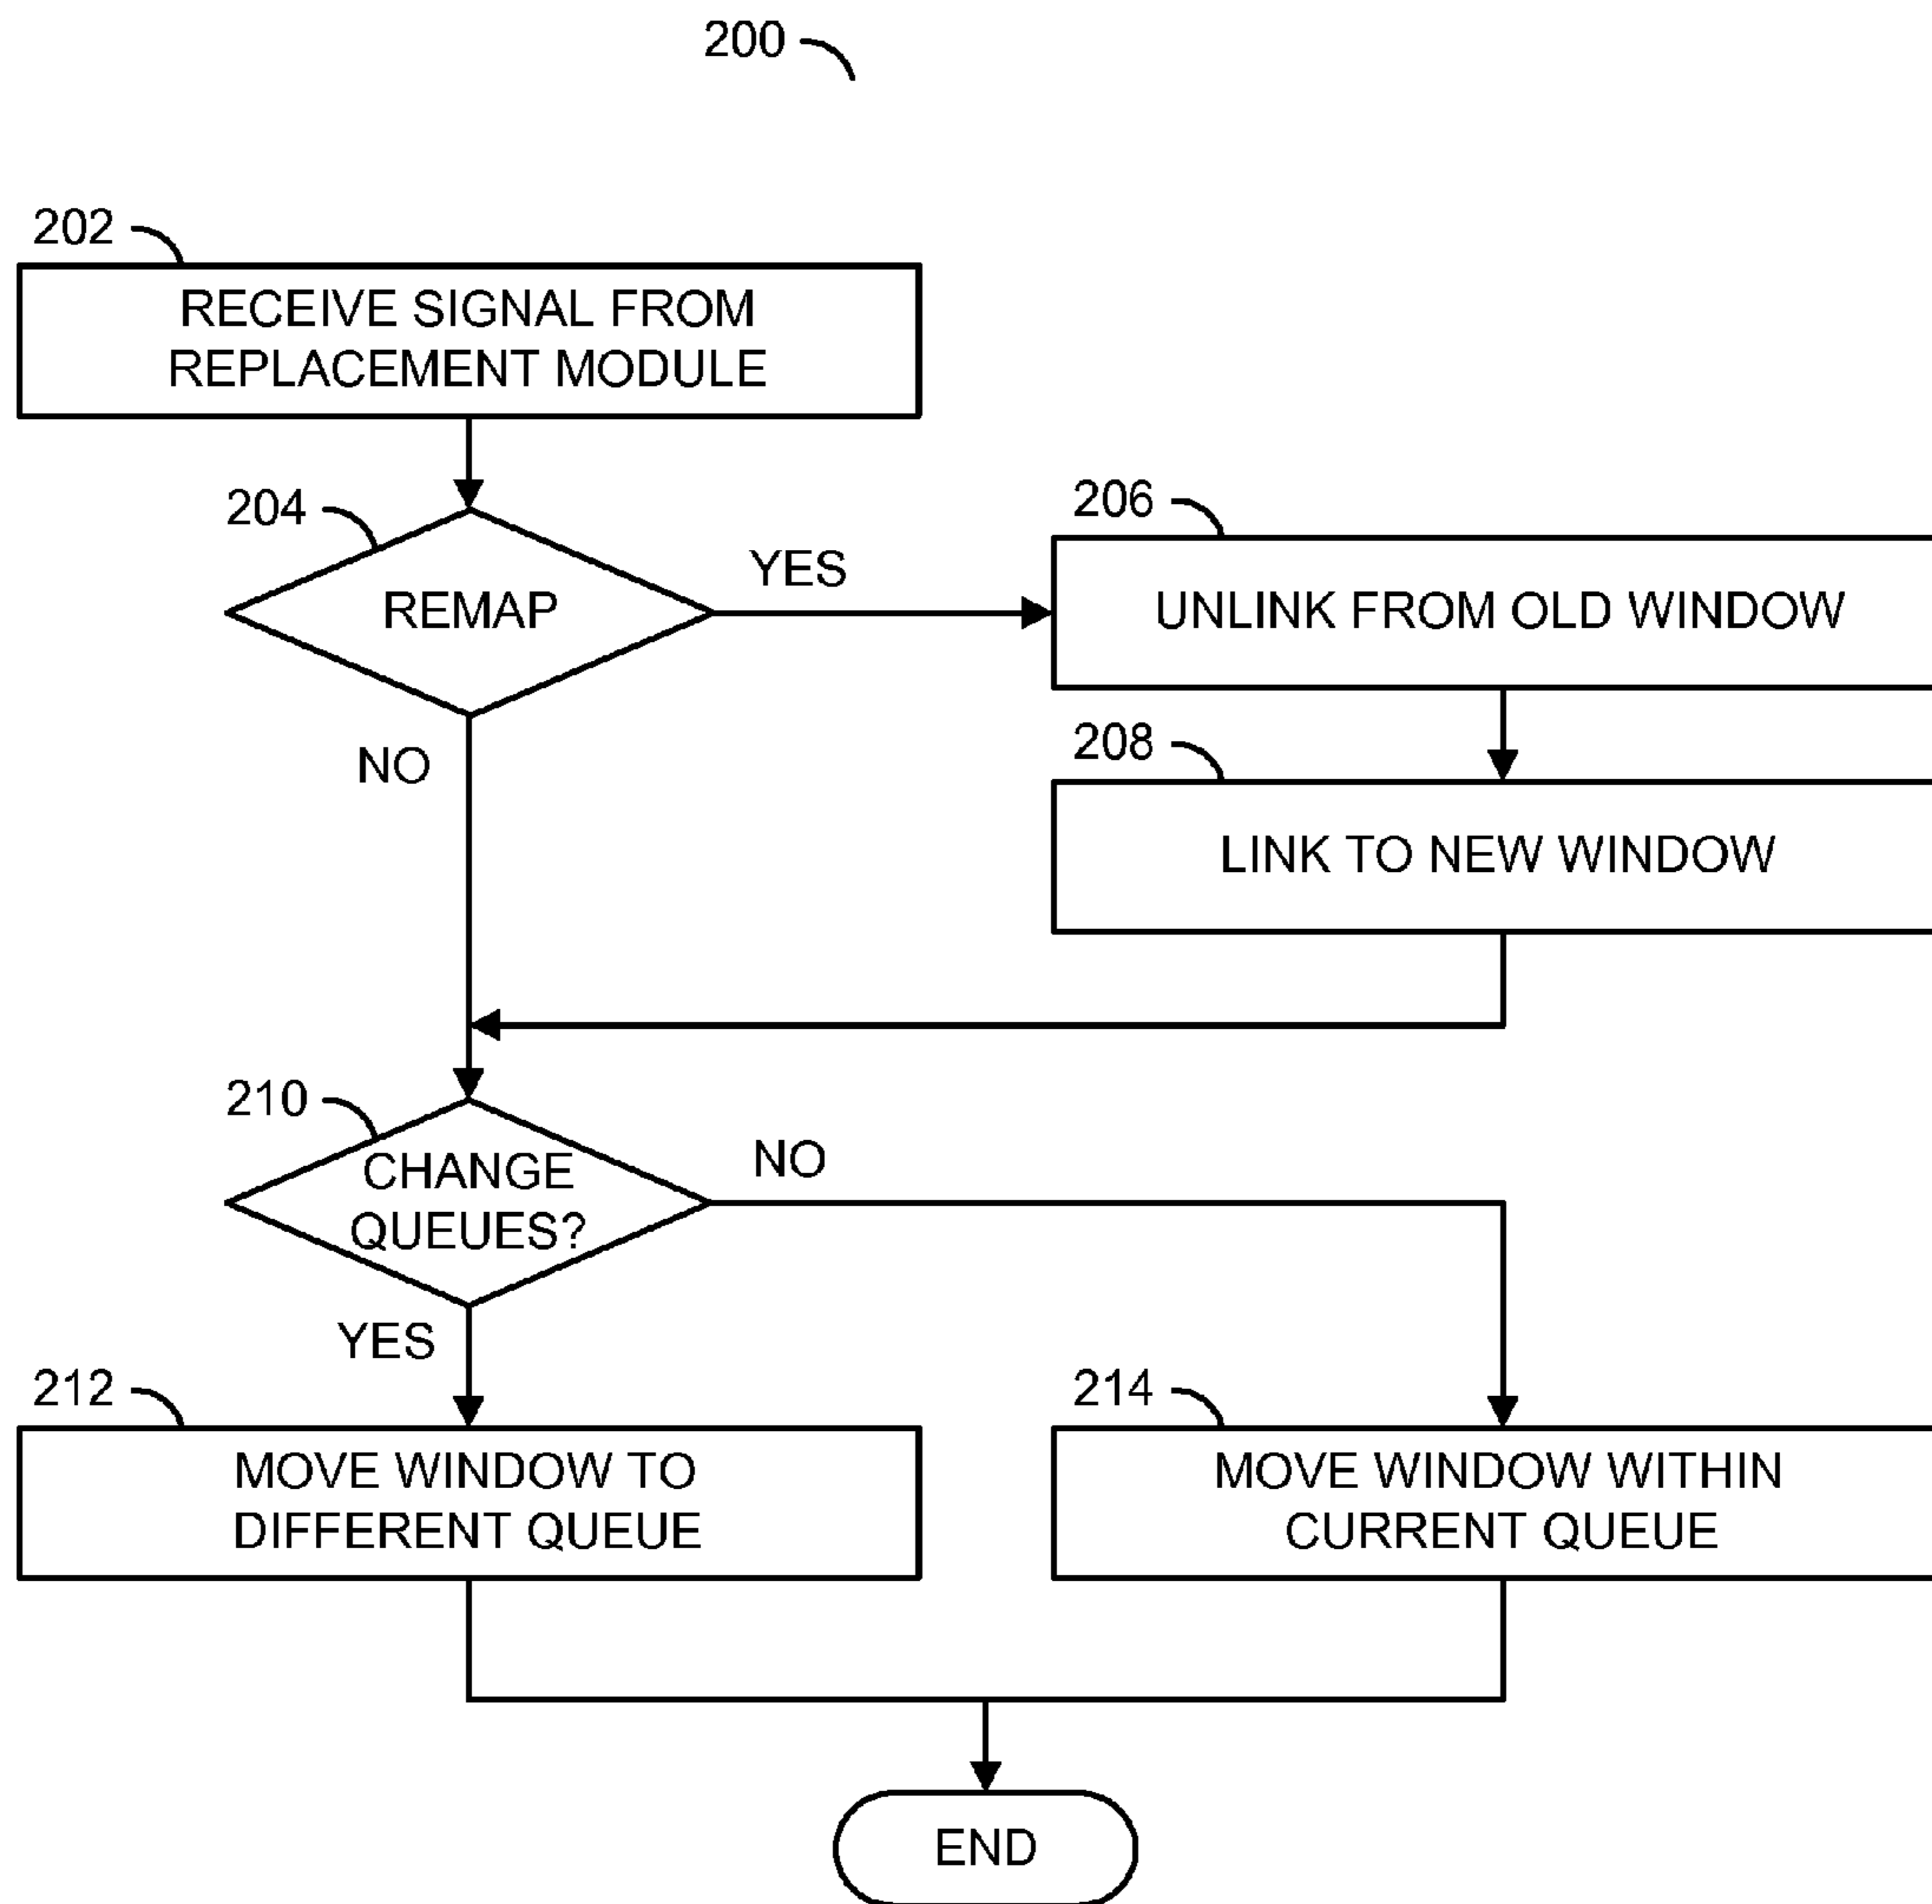 200
202
RECEIVE SIGNAL FROM
REPLACEMENT MODULE
204
REMAP
YES
NO
206
UNLINK FROM OLD WINDOW
208
LINK TO NEW WINDOW
210
CHANGE
QUEUES?
NO
YES
212
MOVE WINDOW TO
DIFFERENT QUEUE
214
MOVE WINDOW WITHIN
CURRENT QUEUE
END